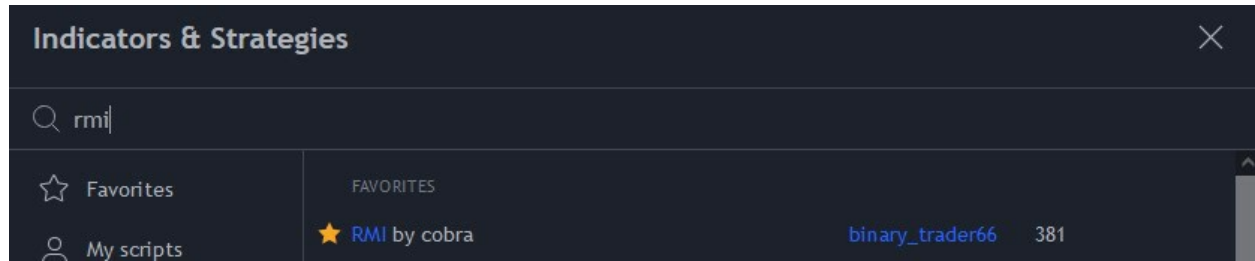 Indicators & Strategies
rmi
Favorites
FAVORITES
RMI by cobra binary_trader66 381
My scripts